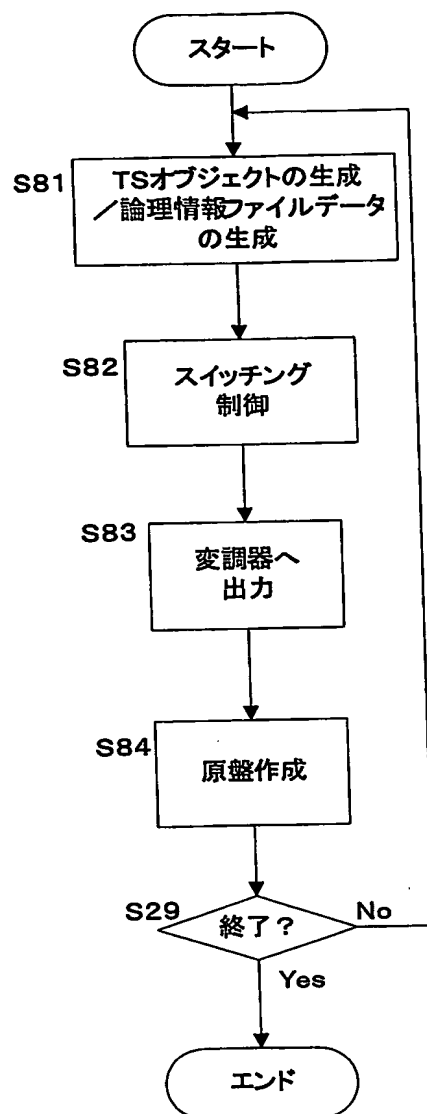 スタート
S81
TSオブジェクトの生成
／論理情報ファイルデータ
の生成
S82
スイッチング
制御
S83
変調器へ
出力
S84
原盤作成
S29
終了？
No
Yes
エンド